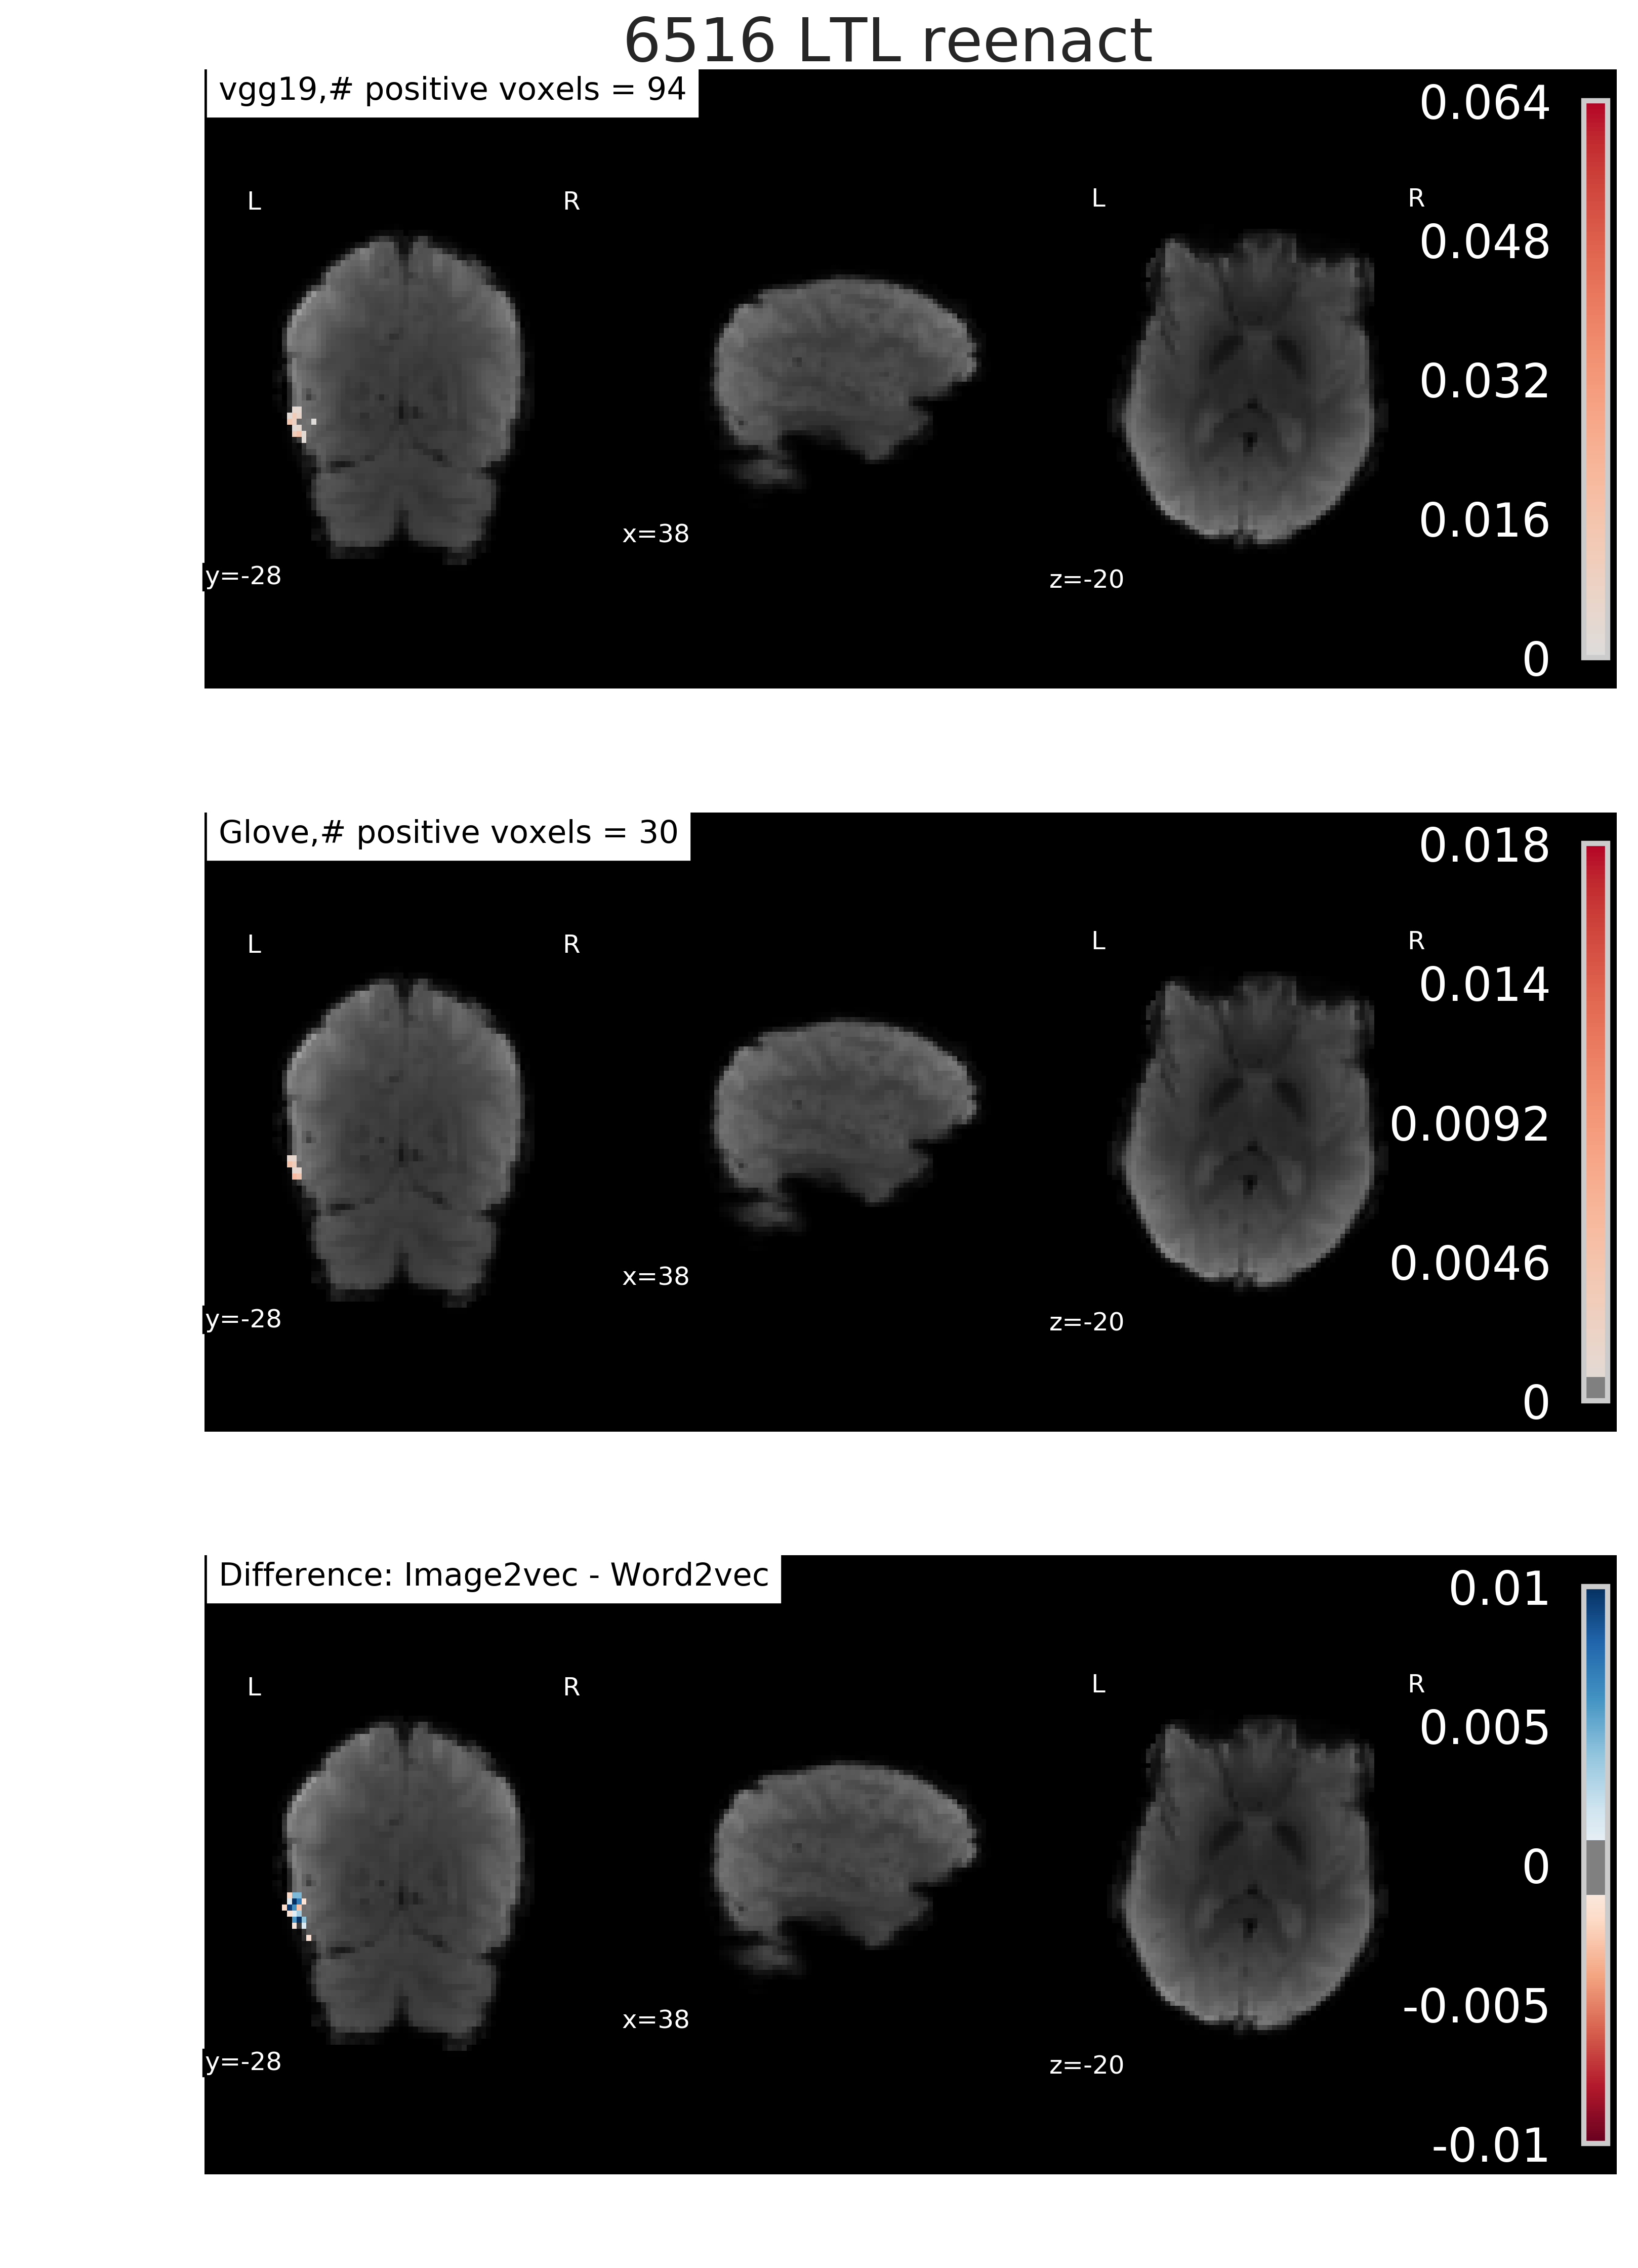 6516 LTL reenact
vgg19,# positive voxels = 94
0.064
L R L R
0.048
0.032
0.016
x=38
y=-28 z=-20
0
Glove,# positive voxels = 30
0.018
L R L R
0.014
0.0092
0.0046
x=38
y=-28 z=-20
0
Difference: Image2vec - Word2vec
0.01
L R L R
0.005
0
-0.005
x=38
y=-28 z=-20
-0.01